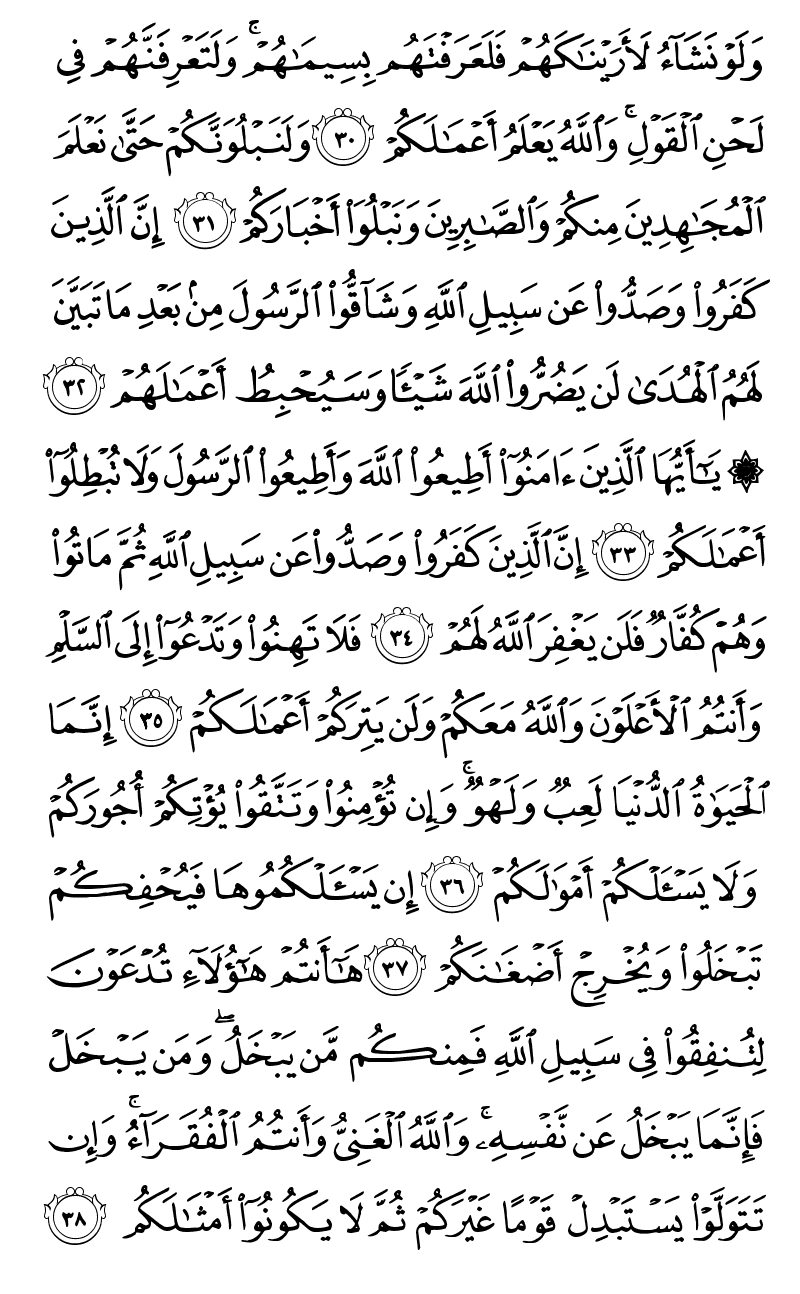 وَلَوْ نَشَآءُ لَأَرَيْنَٰكَهُمْ فَلَعَرَفْتَهُم بِسِيمَٰهُمْ ۚ وَلَتَعْرِفَنَّهُمْ فِى
لَحْنِ ٱلْقَوْلِ ۚ وَٱللَّهُ يَعْلَمُ أَعْمَٰلَكُمْ ٣٠ وَلَنَبْلُوَنَّكُمْ حَتَّىٰ نَعْلَمَ
ٱلْمُجَٰهِدِينَ مِنكُمْ وَٱلصَّٰبِرِينَ وَنَبْلُوَا۟ أَخْبَارَكُمْ ٣١ إِنَّ ٱلَّذِينَ
كَفَرُوا۟ وَصَدُّوا۟ عَن سَبِيلِ ٱللَّهِ وَشَآقُّوا۟ ٱلرَّسُولَ مِنۢ بَعْدِ مَا تَبَيَّنَ
لَهُمُ ٱلْهُدَىٰ لَن يَضُرُّوا۟ ٱللَّهَ شَيْـًٔا وَسَيُحْبِطُ أَعْمَٰلَهُمْ ٣٢
۞ يَٰٓأَيُّهَا ٱلَّذِينَ ءَامَنُوٓا۟ أَطِيعُوا۟ ٱللَّهَ وَأَطِيعُوا۟ ٱلرَّسُولَ وَلَا تُبْطِلُوٓا۟
أَعْمَٰلَكُمْ ٣٣ إِنَّ ٱلَّذِينَ كَفَرُوا۟ وَصَدُّوا۟ عَن سَبِيلِ ٱللَّهِ ثُمَّ مَاتُوا۟
وَهُمْ كُفَّارٌ فَلَن يَغْفِرَ ٱللَّهُ لَهُمْ ٣٤ فَلَا تَهِنُوا۟ وَتَدْعُوٓا۟ إِلَى ٱلسَّلْمِ
وَأَنتُمُ ٱلْأَعْلَوْنَ وَٱللَّهُ مَعَكُمْ وَلَن يَتِرَكُمْ أَعْمَٰلَكُمْ ٣٥ إِنَّمَا
ٱلْحَيَوٰةُ ٱلدُّنْيَا لَعِبٌ وَلَهْوٌ ۚ وَإِن تُؤْمِنُوا۟ وَتَتَّقُوا۟ يُؤْتِكُمْ أُجُورَكُمْ
وَلَا يَسْـَٔلْكُمْ أَمْوَٰلَكُمْ ٣٦ إِن يَسْـَٔلْكُمُوهَا فَيُحْفِكُمْ
تَبْخَلُوا۟ وَيُخْرِجْ أَضْغَٰنَكُمْ ٣٧ هَٰٓأَنتُمْ هَٰٓؤُلَآءِ تُدْعَوْنَ
لِتُنفِقُوا۟ فِى سَبِيلِ ٱللَّهِ فَمِنكُم مَّن يَبْخَلُ ۖ وَمَن يَبْخَلْ
فَإِنَّمَا يَبْخَلُ عَن نَّفْسِهِۦ ۚ وَٱللَّهُ ٱلْغَنِىُّ وَأَنتُمُ ٱلْفُقَرَآءُ ۚ وَإِن
تَتَوَلَّوْا۟ يَسْتَبْدِلْ قَوْمًا غَيْرَكُمْ ثُمَّ لَا يَكُونُوٓا۟ أَمْثَٰلَكُم ٣٨